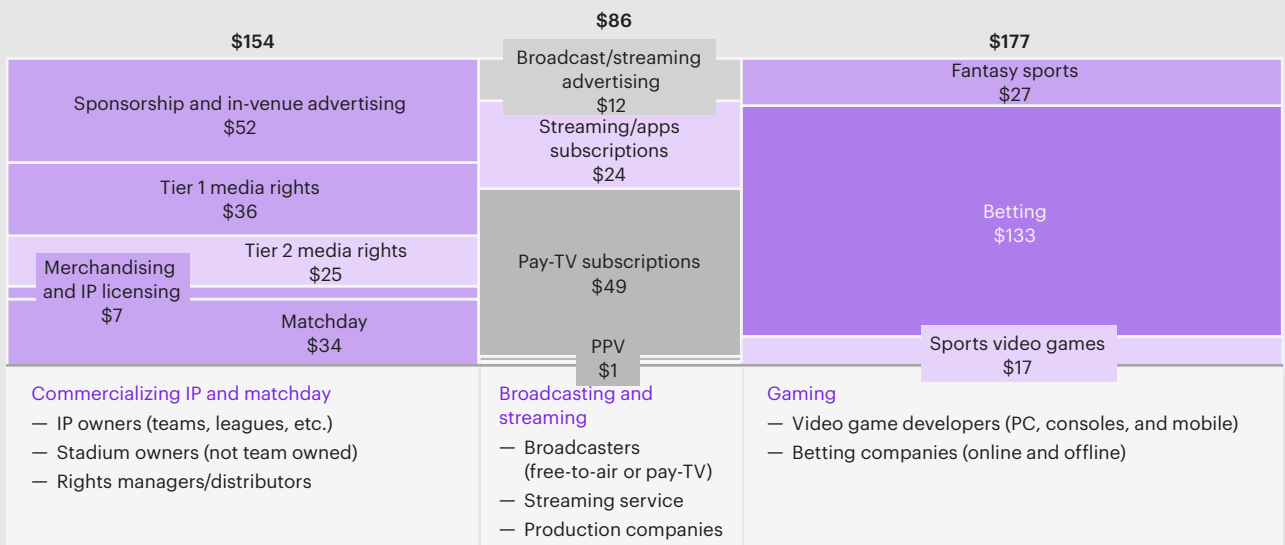 $154
Sponsorship and in-venue advertising
$52
Tier 1 media rights
$36
Tier 2 media rights
$25
Merchandising
and IP licensing
$7
Matchday
$34
Commercializing IP and matchday
— IP owners (teams, leagues, etc.)
— Stadium owners (not team owned)
— Rights managers/distributors
$86
Broadcast/streaming
advertising
$12
Streaming/apps
subscriptions
$24
Pay-TV subscriptions
$49
PPV
$1
Broadcasting and
streaming
— Broadcasters
(free-to-air or pay-TV)
— Streaming service
— Production companies
$177
Fantasy sports
$27
Betting
$133
Sports video games
$17
Gaming
— Video game developers (PC, consoles, and mobile)
— Betting companies (online and offline)